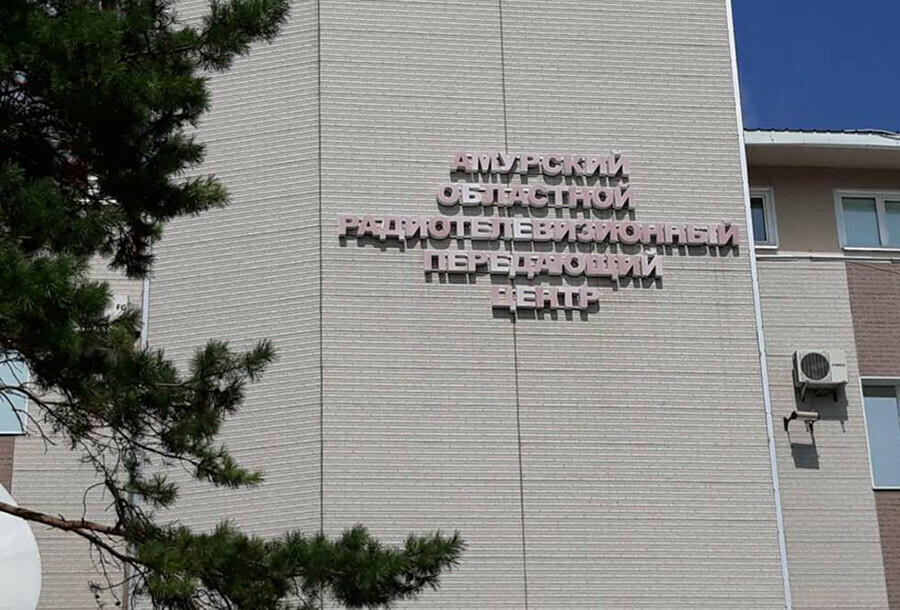 АМУРСКИЙ
ОБЛАСТНОЙ
РАДИОТЕЛЕВИЗИОННЫЙ
ПЕРЕДАЮЩИЙ
ЦЕНТР